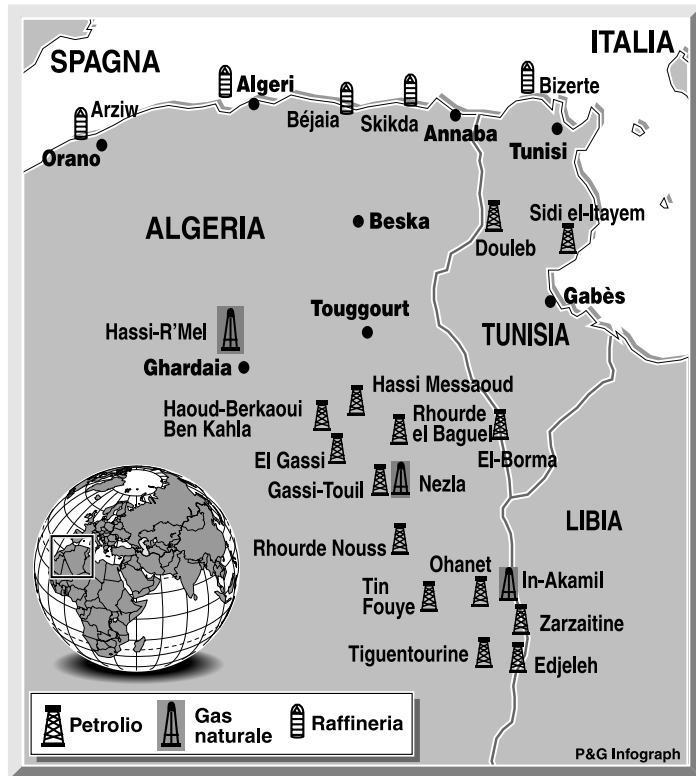 SPAGNA
ITALIA
Arziw
Algeri
Bizerte
Béjaia
Skikda
Annaba
Tunisi
Orano
ALGERIA
Beska
Sidi el-Itayem
Douleb
Gabès
Touggourt
TUNISIA
Hassi-R'Mel
Ghardaia
Hassi Messaoud
Haoud-Berkaoui
Ben Kahla
Rhourde
el Baguel
El Gassi
El-Borma
Gassi-Touil
Nezla
LIBIA
Rhourde Nouss
Ohanet
In-Akamil
Tin
Fouye
Zarzaitine
Tiguentourine
Edjeleh
Petrolio
Gas
naturale
Raffineria
P&G Infograph